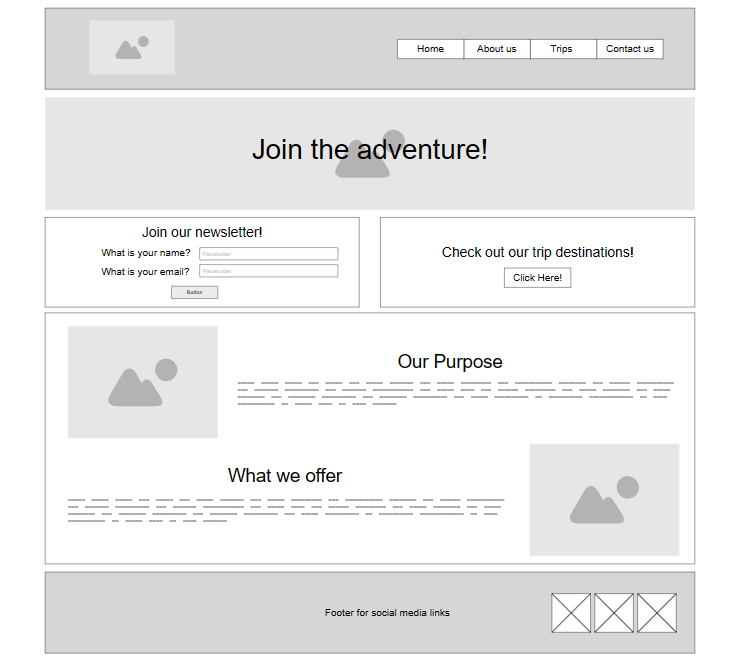 Home
About us
Trips
Contact us
Join the adventure!
Join our newsletter!
What is your name?
Placeholder
What is your email?
Placeholder
Button
Check out our trip destinations!
Click Here!
Our Purpose
What we offer
Footer for social media links